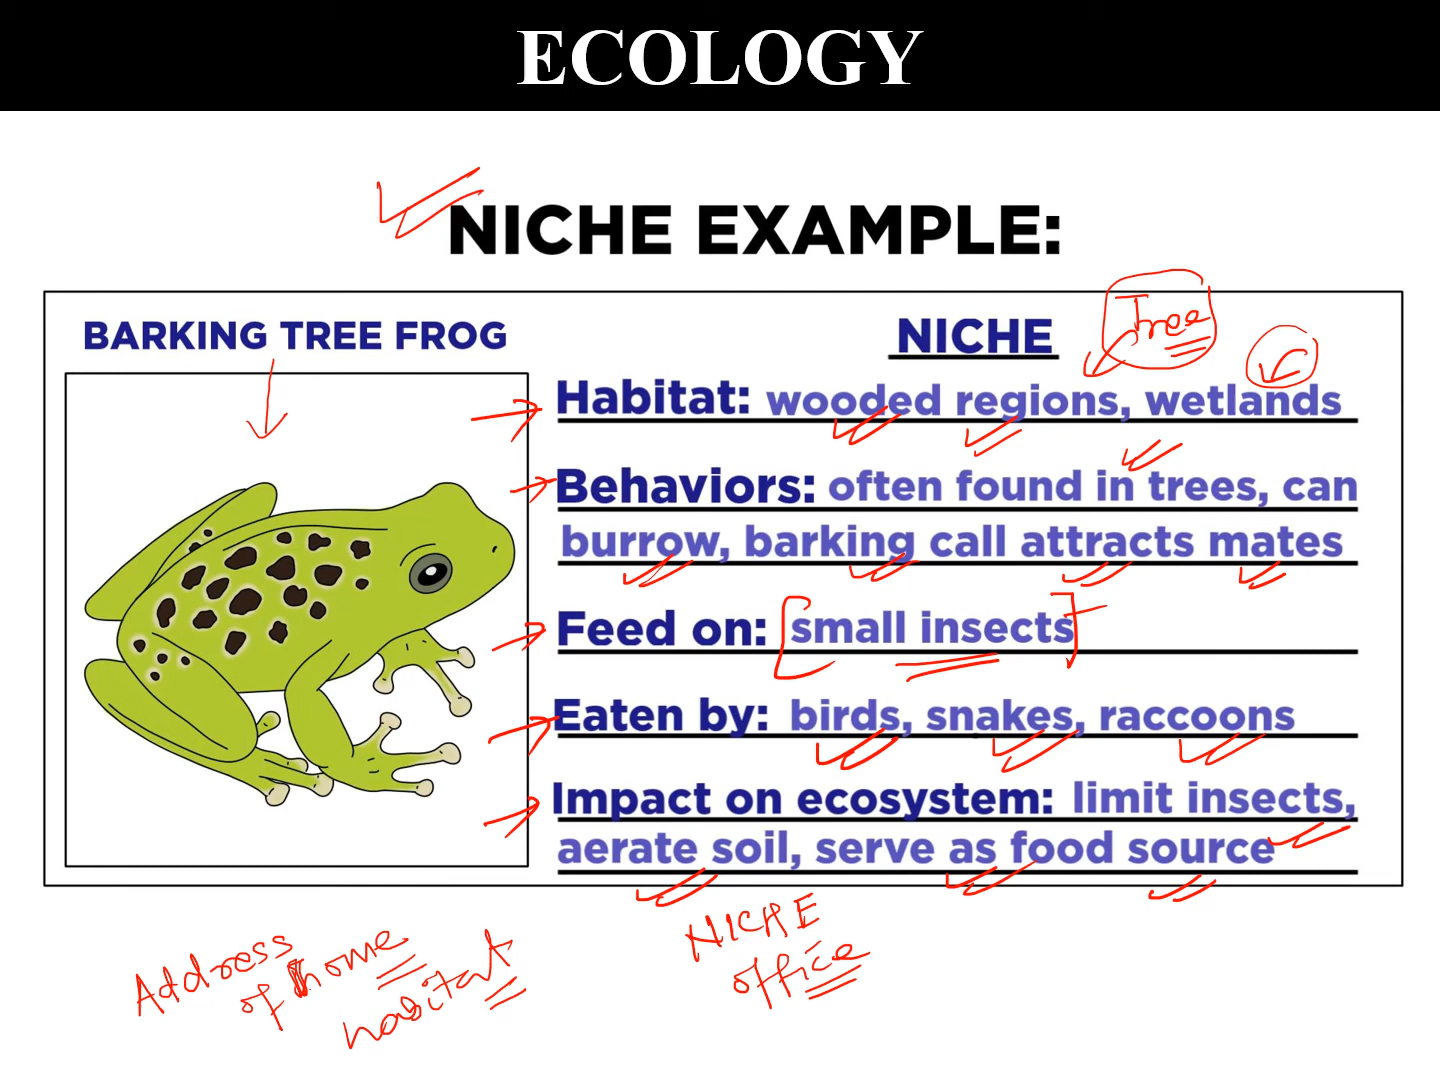 ECOLOGY
NICHE EXAMPLE:
BARKING TREE FROG
NICHE
Tree
Habitat: wooded regions, wetlands
Behaviors: often found in trees, can
burrow, barking call attracts mates
Feed on: small insects
Eaten by: birds, snakes, raccoons
Impact on ecosystem: limit insects,
aerate soil, serve as food source
Address
of home
habitat
NICHE
office